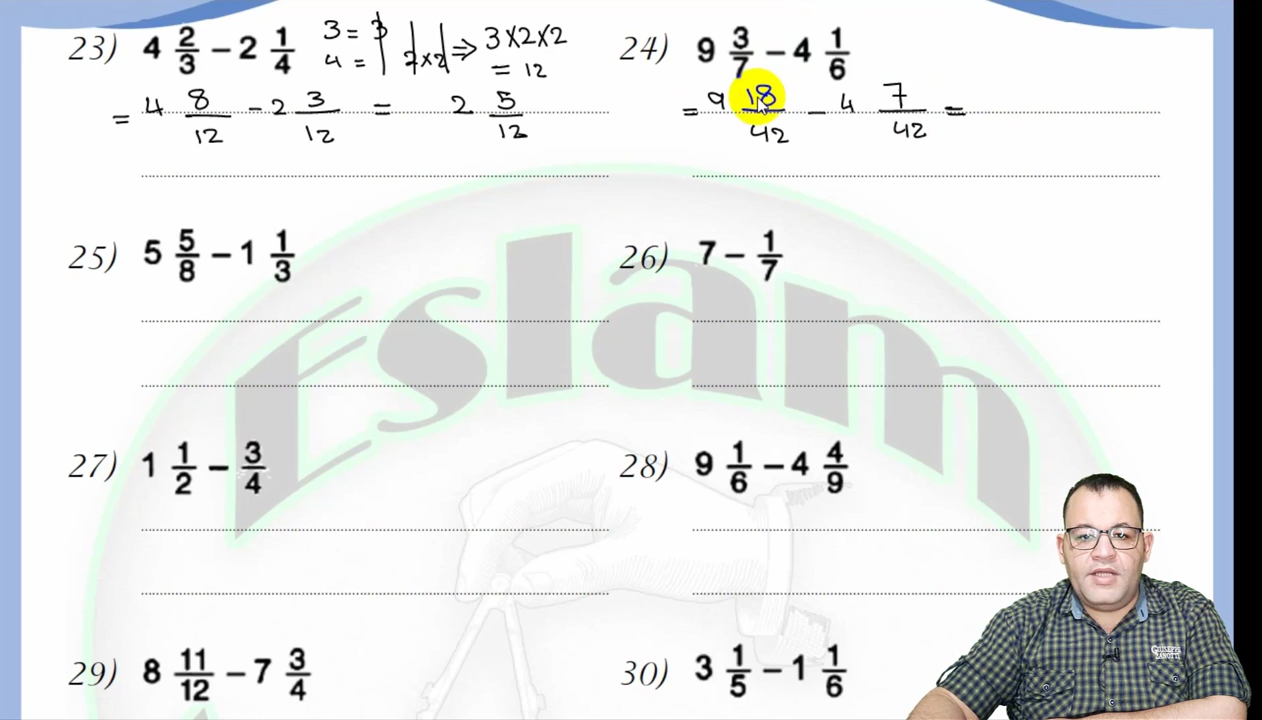 23) 4 2/3 - 2 1/4 3 = 3 | | | ⇒ 3×2×2
4 = | 2×2 | = 12
= 4 8/12 - 2 3/12 = 2 5/12
24) 9 3/7 - 4 1/6
= 9 18/42 - 4 7/42 =
25) 5 5/8 - 1 1/3
26) 7 - 1/7
27) 1 1/2 - 3/4
28) 9 1/6 - 4 4/9
29) 8 11/12 - 7 3/4
30) 3 1/5 - 1 1/6
Eslam
GIUSEPPE
ZANOTTI